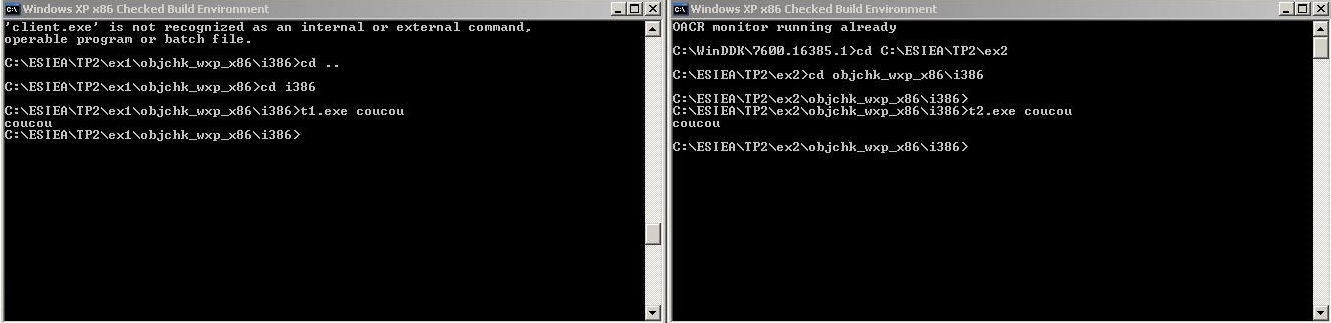 Windows XP x86 Checked Build Environment
'client.exe' is not recognized as an internal or external command,
operable program or batch file.
C:\ESIEA\TP2\ex1\objchk_wxp_x86\i386>cd ..
C:\ESIEA\TP2\ex1\objchk_wxp_x86>cd i386
C:\ESIEA\TP2\ex1\objchk_wxp_x86\i386>t1.exe coucou
coucou
C:\ESIEA\TP2\ex1\objchk_wxp_x86\i386>
Windows XP x86 Checked Build Environment
OACR monitor running already
C:\WinDDK\7600.16385.1>cd C:\ESIEA\TP2\ex2
C:\ESIEA\TP2\ex2>cd objchk_wxp_x86\i386
C:\ESIEA\TP2\ex2\objchk_wxp_x86\i386>
C:\ESIEA\TP2\ex2\objchk_wxp_x86\i386>t2.exe coucou
coucou
C:\ESIEA\TP2\ex2\objchk_wxp_x86\i386>